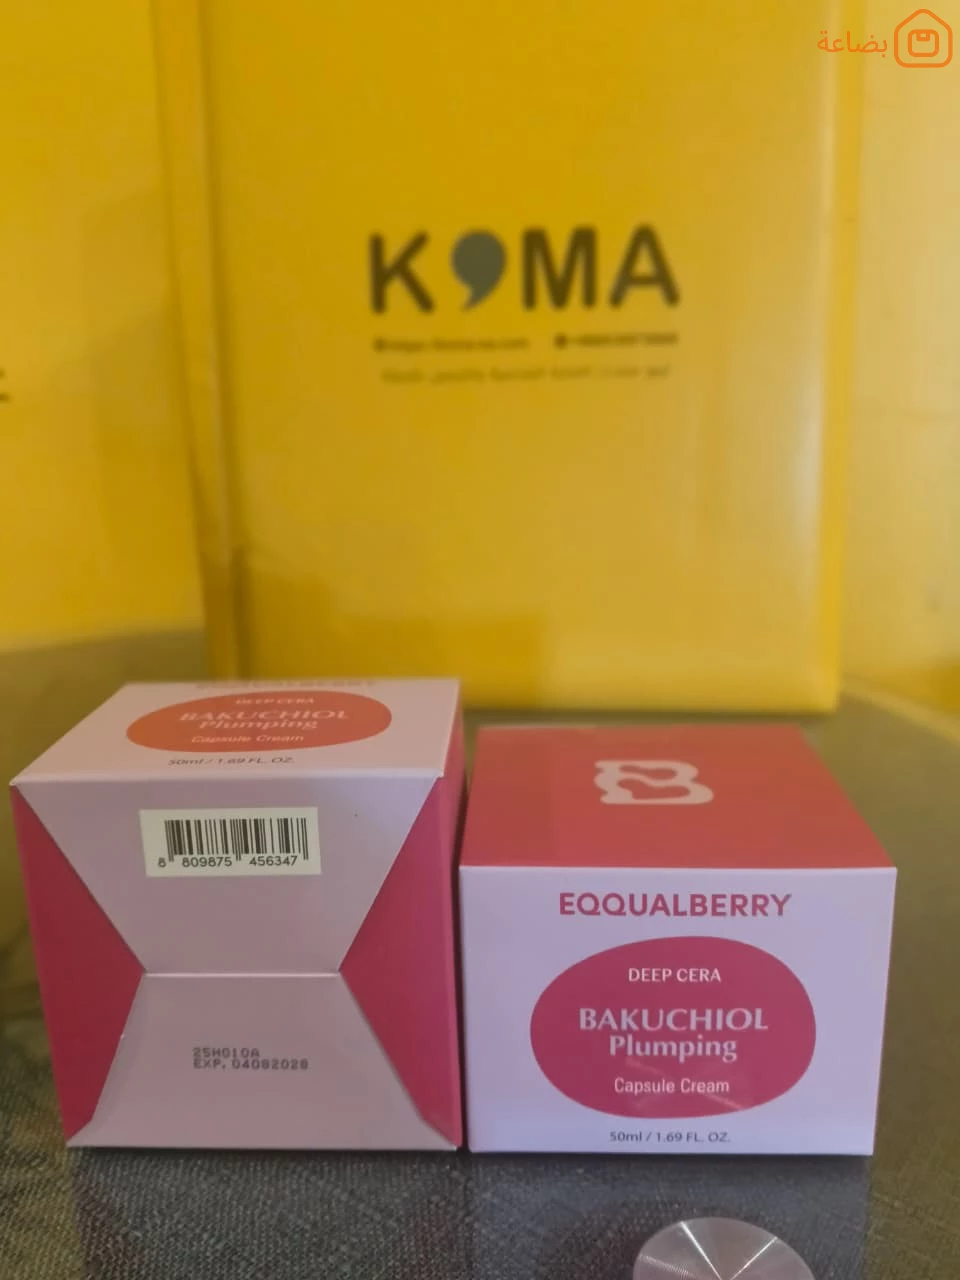 بضاعة
K MA
DEEP CERA
BAKUCHIOL
Plumping
Capsule Cream
50ml / 1.69 FL. OZ.
8 809875 456347
25H010A
EXP. 04082028
EQQUALBERRY
DEEP CERA
BAKUCHIOL
Plumping
Capsule Cream
50ml / 1.69 FL. OZ.